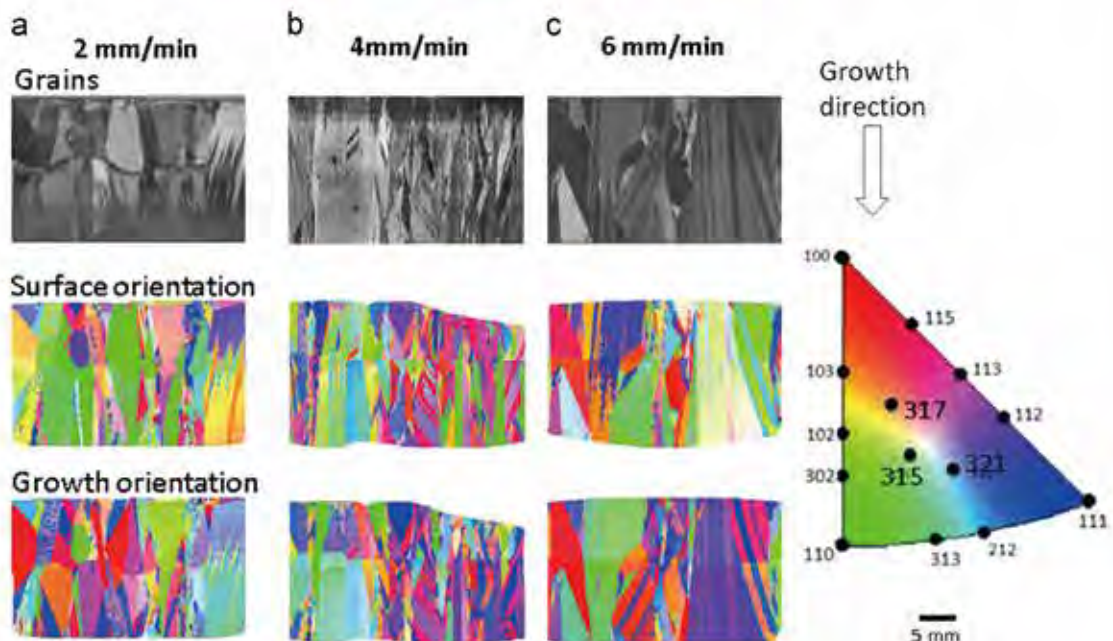 a
2 mm/min
b
4mm/min
c
6 mm/min
Grains
Growth
direction
Surface orientation
Growth orientation
100
115
103
113
317
112
102
315
321
302
111
110
313
212
5 mm